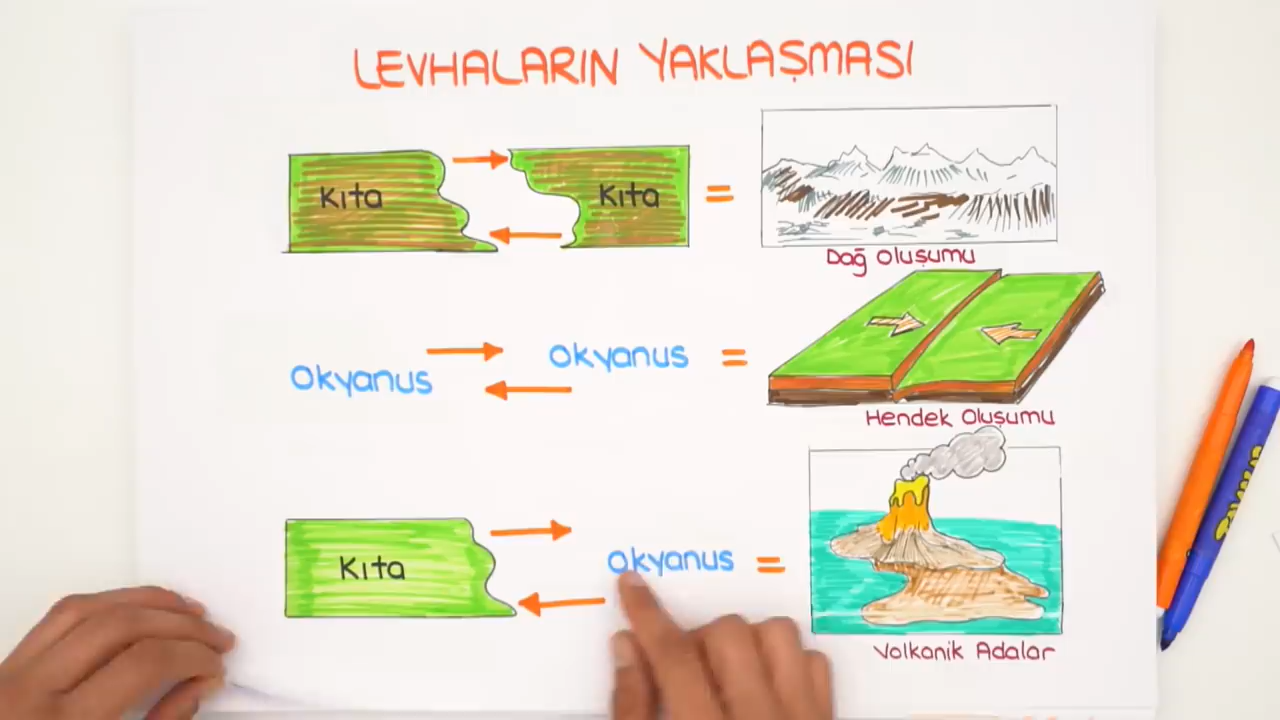 LEVHALARIN YAKLAŞMASI
Kıta
Kıta
=
Dağ Oluşumu
Okyanus
Okyanus
=
Hendek Oluşumu
Kıta
Okyanus
=
Volkanik Adalar